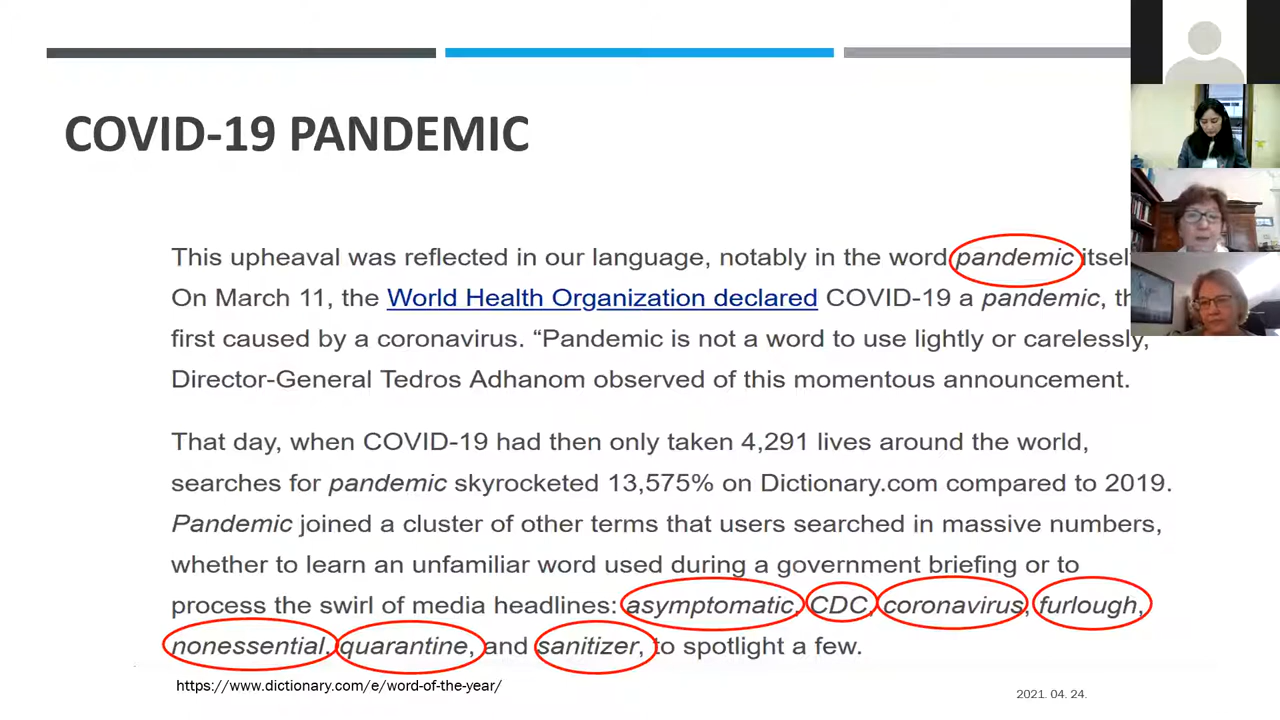 COVID-19 PANDEMIC
This upheaval was reflected in our language, notably in the word pandemic
On March 11, the World Health Organization declared COVID-19 a pandemic,
first caused by a coronavirus. “Pandemic is not a word to use lightly or carelessly,
Director-General Tedros Adhanom observed of this momentous announcement.
That day, when COVID-19 had then only taken 4,291 lives around the world,
searches for pandemic skyrocketed 13,575% on Dictionary.com compared to 2019.
Pandemic joined a cluster of other terms that users searched in massive numbers,
whether to learn an unfamiliar word used during a government briefing or to
process the swirl of media headlines: asymptomatic, CDC, coronavirus, furlough,
nonessential, quarantine, and sanitizer, to spotlight a few.
https://www.dictionary.com/e/word-of-the-year/
2021. 04. 24.